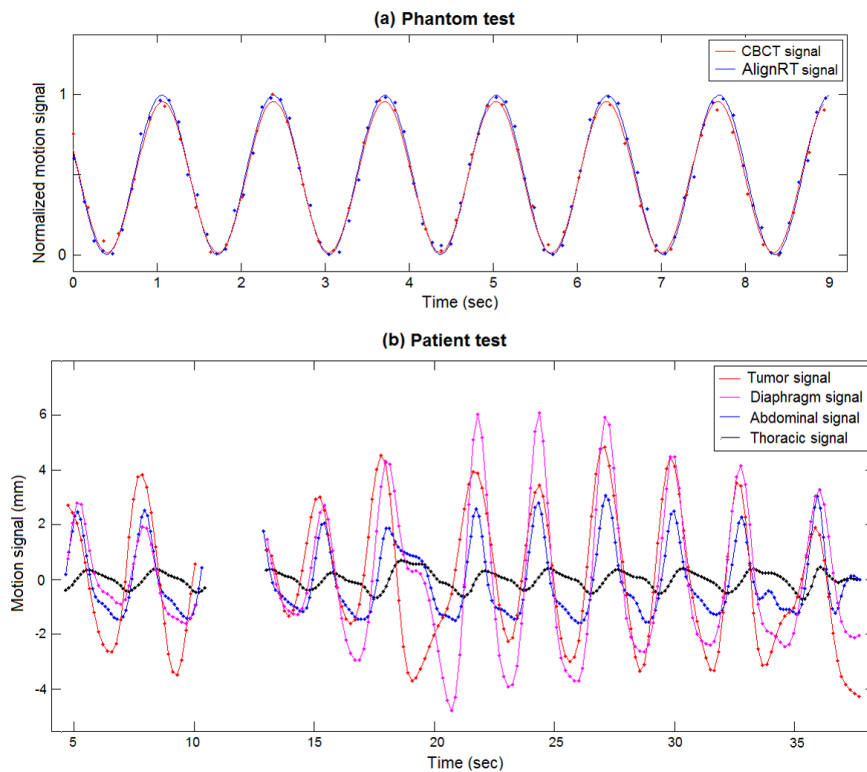 (a) Phantom test
CBCT signal
AlignRT signal
Normalized motion signal
1
0
0 1 2 3 4 5 6 7 8 9
Time (sec)
(b) Patient test
Tumor signal
Diaphragm signal
Abdominal signal
Thoracic signal
Motion signal (mm)
6
4
2
0
-2
-4
5 10 15 20 25 30 35
Time (sec)